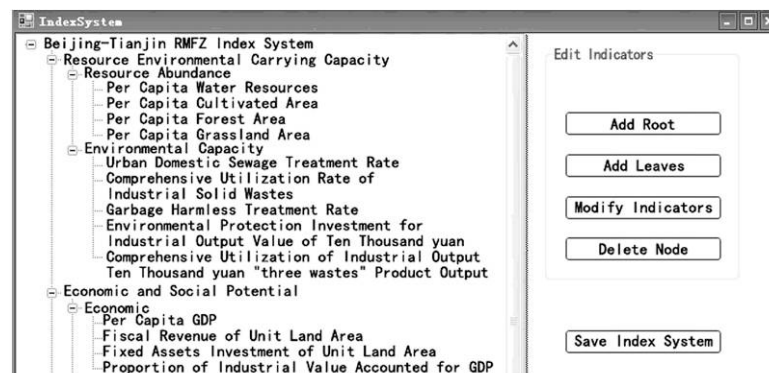 IndexSystem
Beijing-Tianjin RMFZ Index System
Resource Environmental Carrying Capacity
Resource Abundance
Per Capita Water Resources
Per Capita Cultivated Area
Per Capita Forest Area
Per Capita Grassland Area
Environmental Capacity
Urban Domestic Sewage Treatment Rate
Comprehensive Utilization Rate of
Industrial Solid Wastes
Garbage Harmless Treatment Rate
Environmental Protection Investment for
Industrial Output Value of Ten Thousand yuan
Comprehensive Utilization of Industrial Output
Ten Thousand yuan "three wastes" Product Output
Economic and Social Potential
Economic
Per Capita GDP
Fiscal Revenue of Unit Land Area
Fixed Assets Investment of Unit Land Area
Proportion of Industrial Value Accounted for GDP
Edit Indicators
Add Root
Add Leaves
Modify Indicators
Delete Node
Save Index System